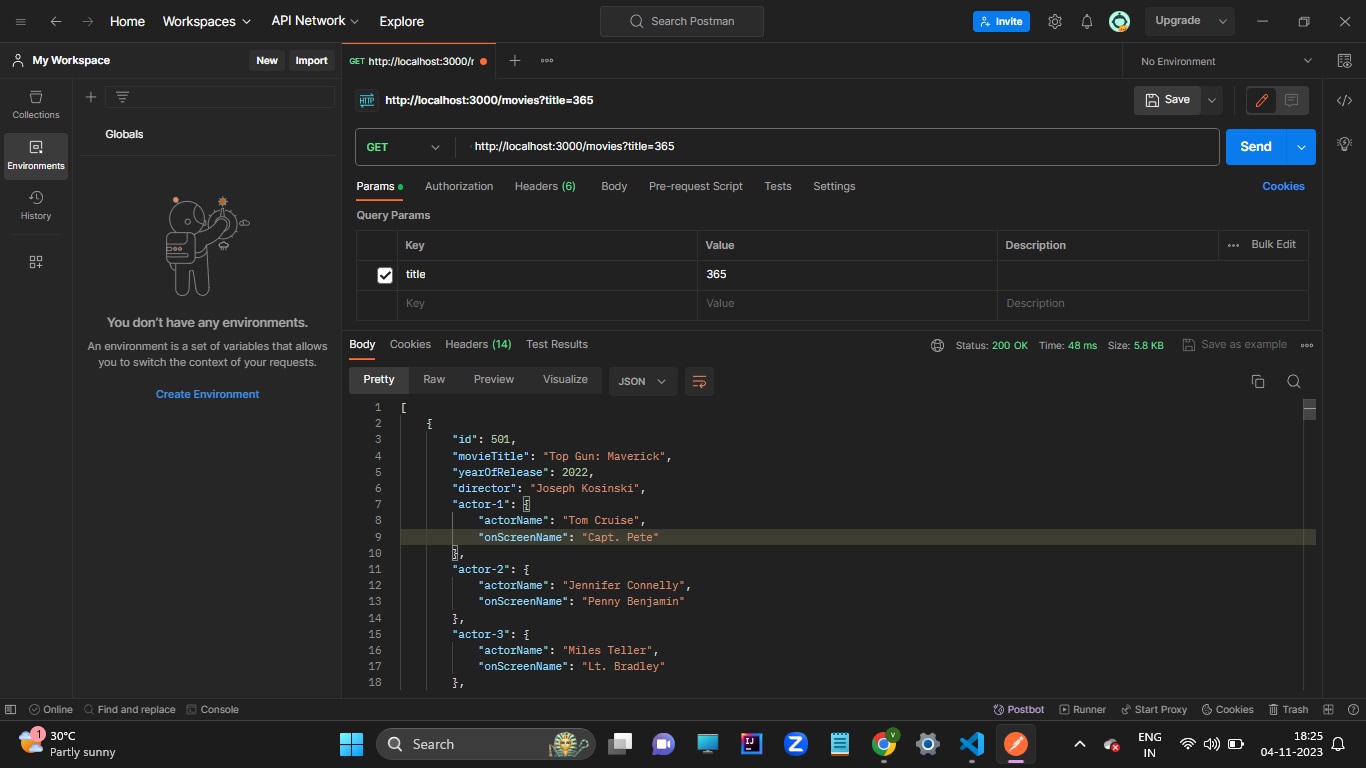 Home Workspaces API Network Explore Search Postman Invite Upgrade
My Workspace New Import GET http://localhost:3000/r No Environment
Collections
Environments
History
Globals
You don't have any environments.
An environment is a set of variables that allows
you to switch the context of your requests.
Create Environment
HTTP http://localhost:3000/movies?title=365 Save
GET http://localhost:3000/movies?title=365 Send
Params Authorization Headers (6) Body Pre-request Script Tests Settings Cookies
Query Params
Key Value Description Bulk Edit
title 365
Key Value Description
Body Cookies Headers (14) Test Results Status: 200 OK Time: 48 ms Size: 5.8 KB Save as example
Pretty Raw Preview Visualize JSON
1 [
2 {
3 "id": 501,
4 "movieTitle": "Top Gun: Maverick",
5 "yearOfRelease": 2022,
6 "director": "Joseph Kosinski",
7 "actor-1": {
8 "actorName": "Tom Cruise",
9 "onScreenName": "Capt. Pete"
10 },
11 "actor-2": {
12 "actorName": "Jennifer Connelly",
13 "onScreenName": "Penny Benjamin"
14 },
15 "actor-3": {
16 "actorName": "Miles Teller",
17 "onScreenName": "Lt. Bradley"
18 },
Online Find and replace Console Postbot Runner Start Proxy Cookies Trash
1 30°C
Partly sunny
Search
IJ
Z
V
ENG
IN
18:25
04-11-2023